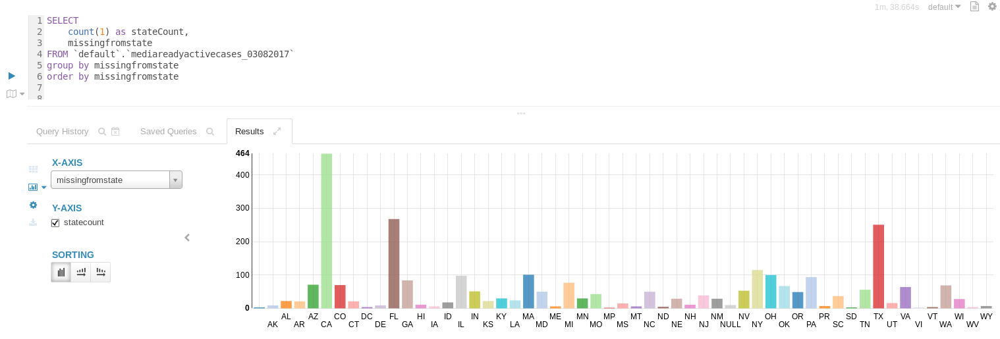 1m, 38.664s default
1 SELECT
2 count(1) as stateCount,
3 missingfromstate
4 FROM `default`.`mediareadyactivecases_03082017`
5 group by missingfromstate
6 order by missingfromstate
7
8
Query History Saved Queries Results
X-AXIS
missingfromstate
Y-AXIS
statecount
SORTING
464
400
300
200
100
0
AL AZ CO DC FL HI ID IN KY MA ME MN MP MT ND NH NM NV OH OR PR SD TX VA VT WI WY
AK AR CA CT DE GA IA IL KS LA MD MI MO MS NC NE NJ NULL NY OK PA SC TN UT VI WA WV